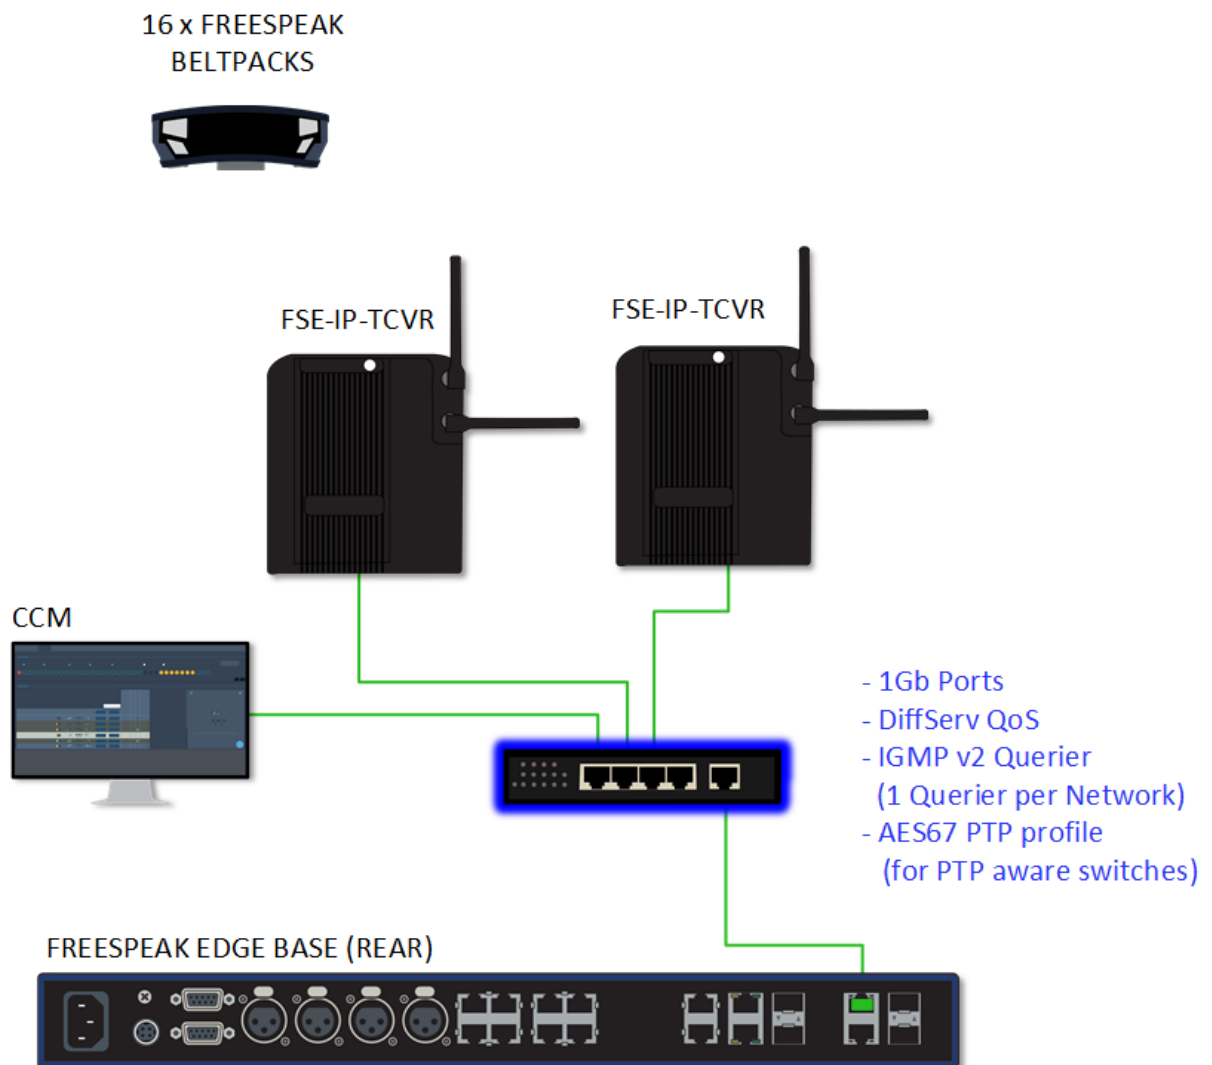 16 x FREESPEAK
BELTPACKS
FSE-IP-TCVR
FSE-IP-TCVR
CCM
- 1Gb Ports
- DiffServ QoS
- IGMP v2 Querier
(1 Querier per Network)
- AES67 PTP profile
(for PTP aware switches)
FREESPEAK EDGE BASE (REAR)